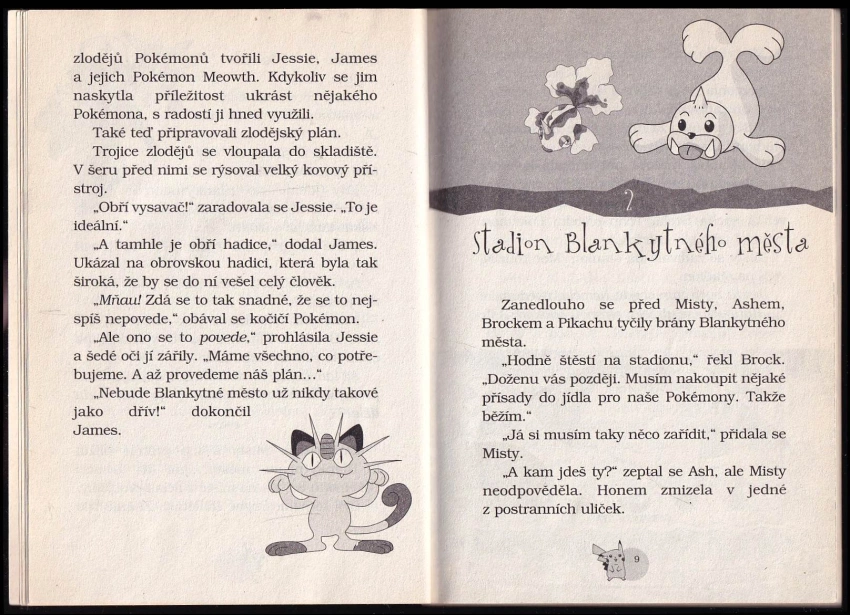 zlodějů Pokémonů tvořili Jessie, James
a jejich Pokémon Meowth. Kdykoliv se jim
naskytla příležitost ukrást nějakého
Pokémona, s radostí ji hned využili.
Také teď připravovali zlodějský plán.
Trojice zlodějů se vloupala do skladiště.
V šeru před nimi se rýsoval velký kovový pří-
stroj.
„Obří vysavač!“ zaradovala se Jessie. „To je
ideální.“
„A tamhle je obří hadice,“ dodal James.
Ukázal na obrovskou hadici, která byla tak
široká, že by se do ní vešel celý člověk.
„Mňau! Zdá se to tak snadné, že se to nej-
spíš nepovede,“ obával se kočičí Pokémon.
„Ale ono se to povede,“ prohlásila Jessie
a šedé oči jí zářily. „Máme všechno, co potře-
bujeme. A až provedeme náš plán...“
„Nebude Blankytné město už nikdy takové
jako dřív!“ dokončil
James.
2
Stadion Blankytného města
Zanedlouho se před Misty, Ashem,
Brockem a Pikachu tyčily brány Blankytného
města.
„Hodně štěstí na stadionu,“ řekl Brock.
„Doženu vás později. Musím nakoupit nějaké
přísady do jídla pro naše Pokémony. Takže
běžím.“
„Já si musím taky něco zařídit,“ přidala se
Misty.
„A kam jdeš ty?“ zeptal se Ash, ale Misty
neodpověděla. Honem zmizela v jedné
z postranních uliček.
9